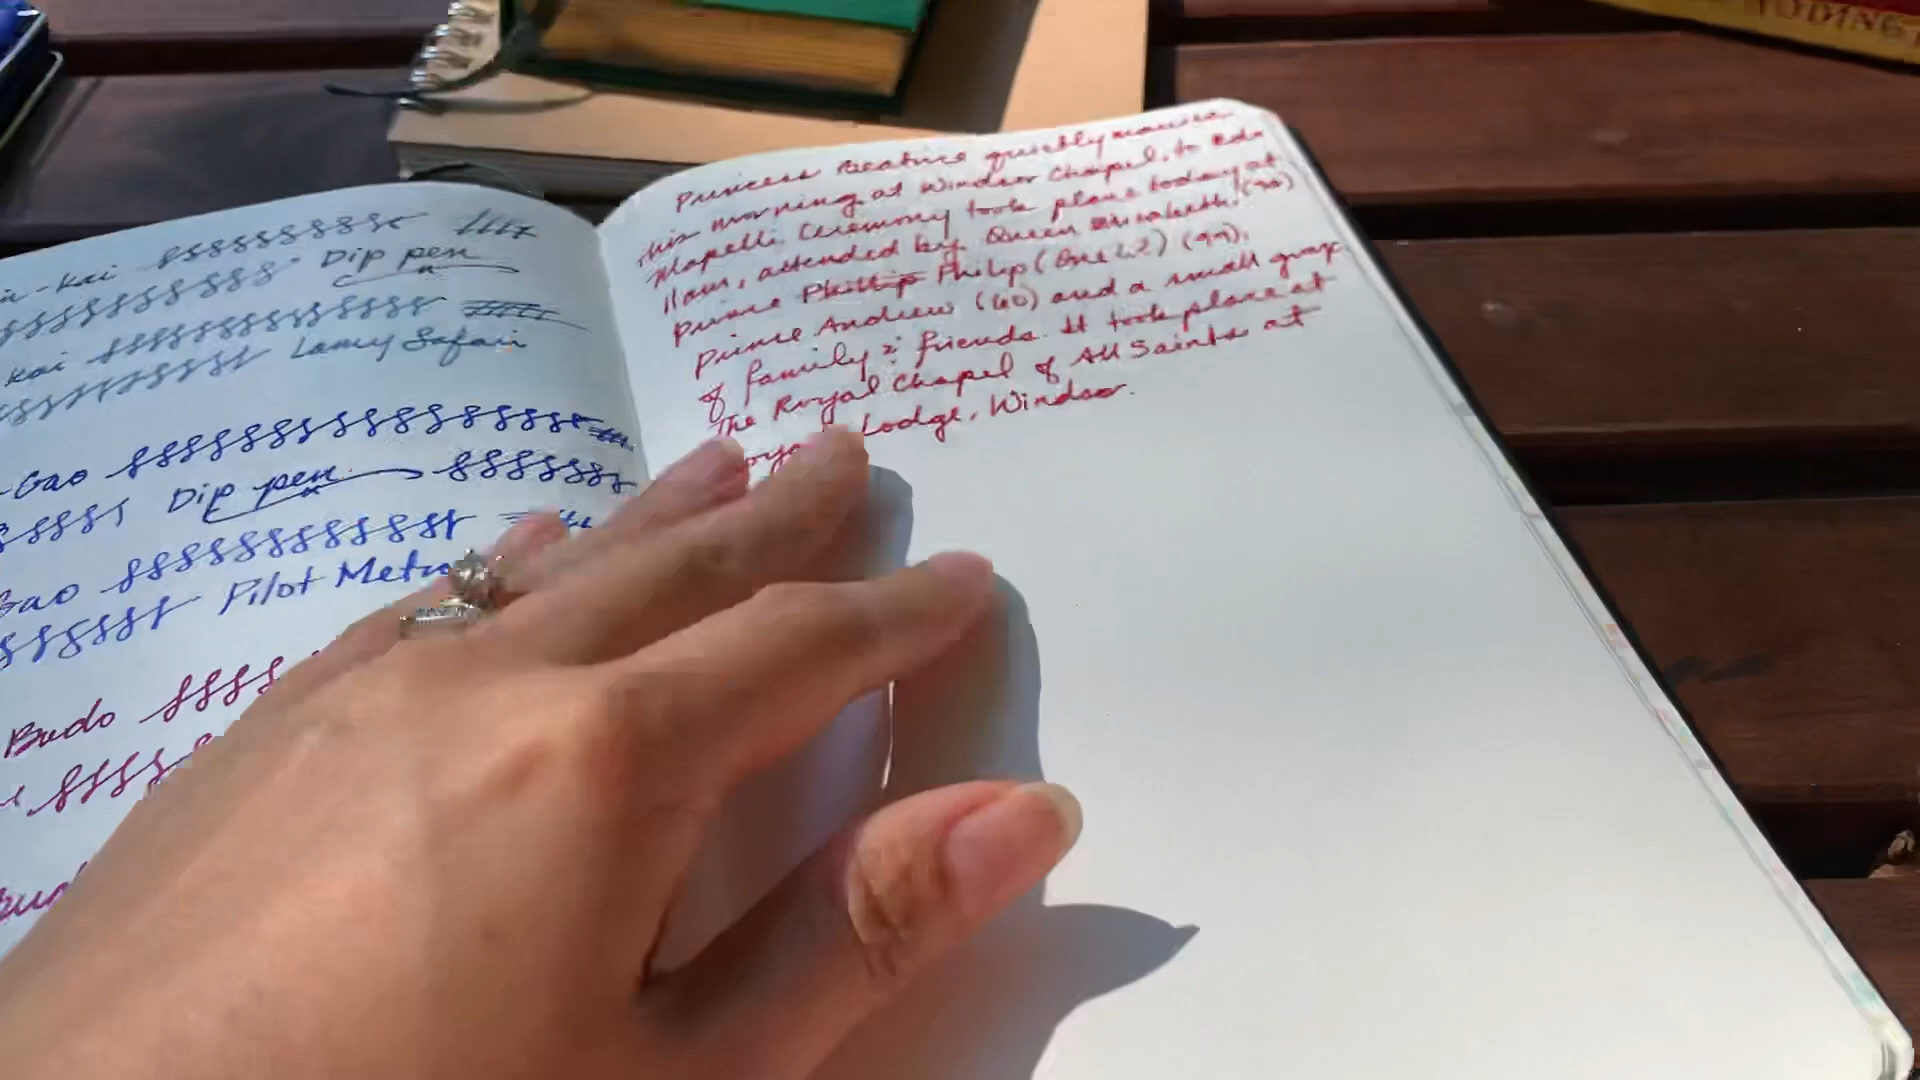 -kai
Dip pen
kai
Lamy Safari
-Gao
Dip pen
Gao
Pilot Metro
Budo
Princess Beatrice quietly married
this morning at Windsor Chapel, to Edo
Mapelli. Ceremony took place today at
11am, attended by Queen Elizabeth (94)
Prince Phillip Philip (One L?) (99),
Prince Andrew (60) and a small group
of family & friends. It took place at
The Royal Chapel of All Saints at
Lodge, Windsor.
ODING